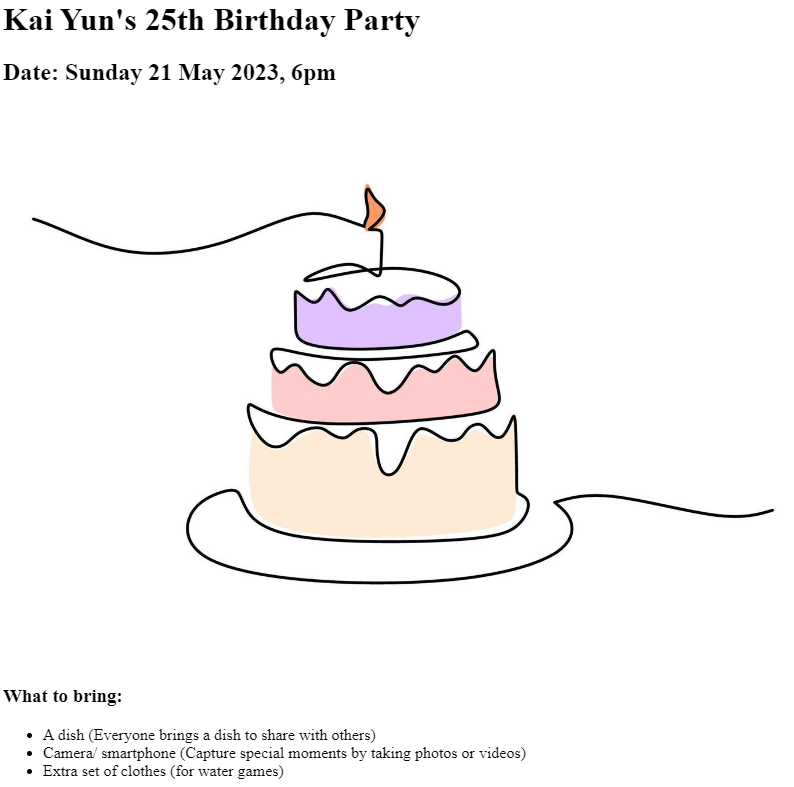 Kai Yun's 25th Birthday Party
Date: Sunday 21 May 2023, 6pm
What to bring:
• A dish (Everyone brings a dish to share with others)
• Camera/ smartphone (Capture special moments by taking photos or videos)
• Extra set of clothes (for water games)